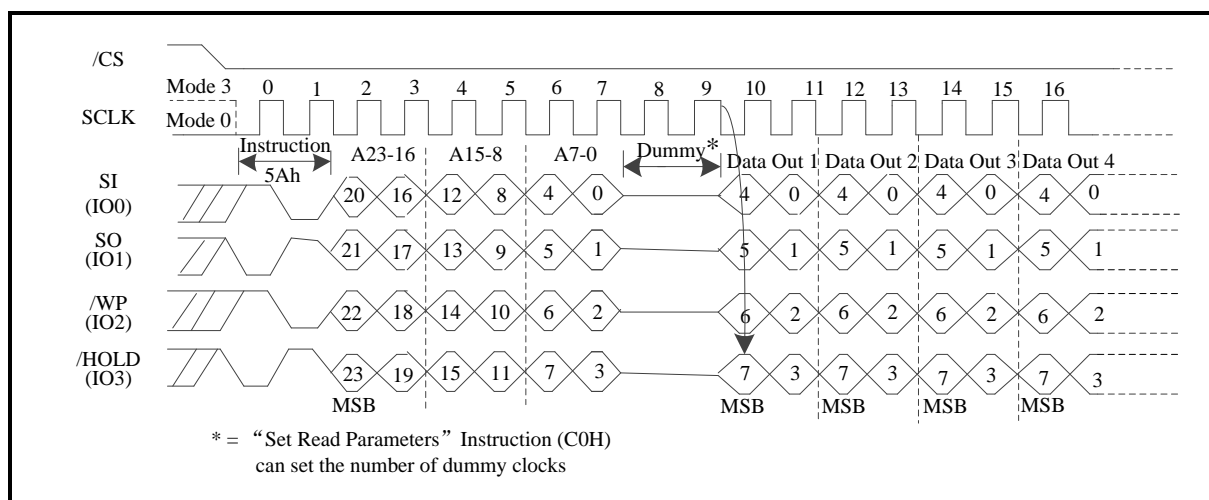 /CS
Mode 3 0 1 2 3 4 5 6 7 8 9 10 11 12 13 14 15 16
SCLK Mode 0
Instruction A23-16 A15-8 A7-0 Dummy* Data Out 1 Data Out 2 Data Out 3 Data Out 4
5Ah
SI
(IO0) 20 16 12 8 4 0 4 0 4 0 4 0 4 0
SO
(IO1) 21 17 13 9 5 1 5 1 5 1 5 1 5 1
/WP
(IO2) 22 18 14 10 6 2 6 2 6 2 6 2 6 2
/HOLD
(IO3) 23 19 15 11 7 3 7 3 7 3 7 3 7 3
MSB MSB MSB MSB MSB
* = “Set Read Parameters” Instruction (C0H)
can set the number of dummy clocks